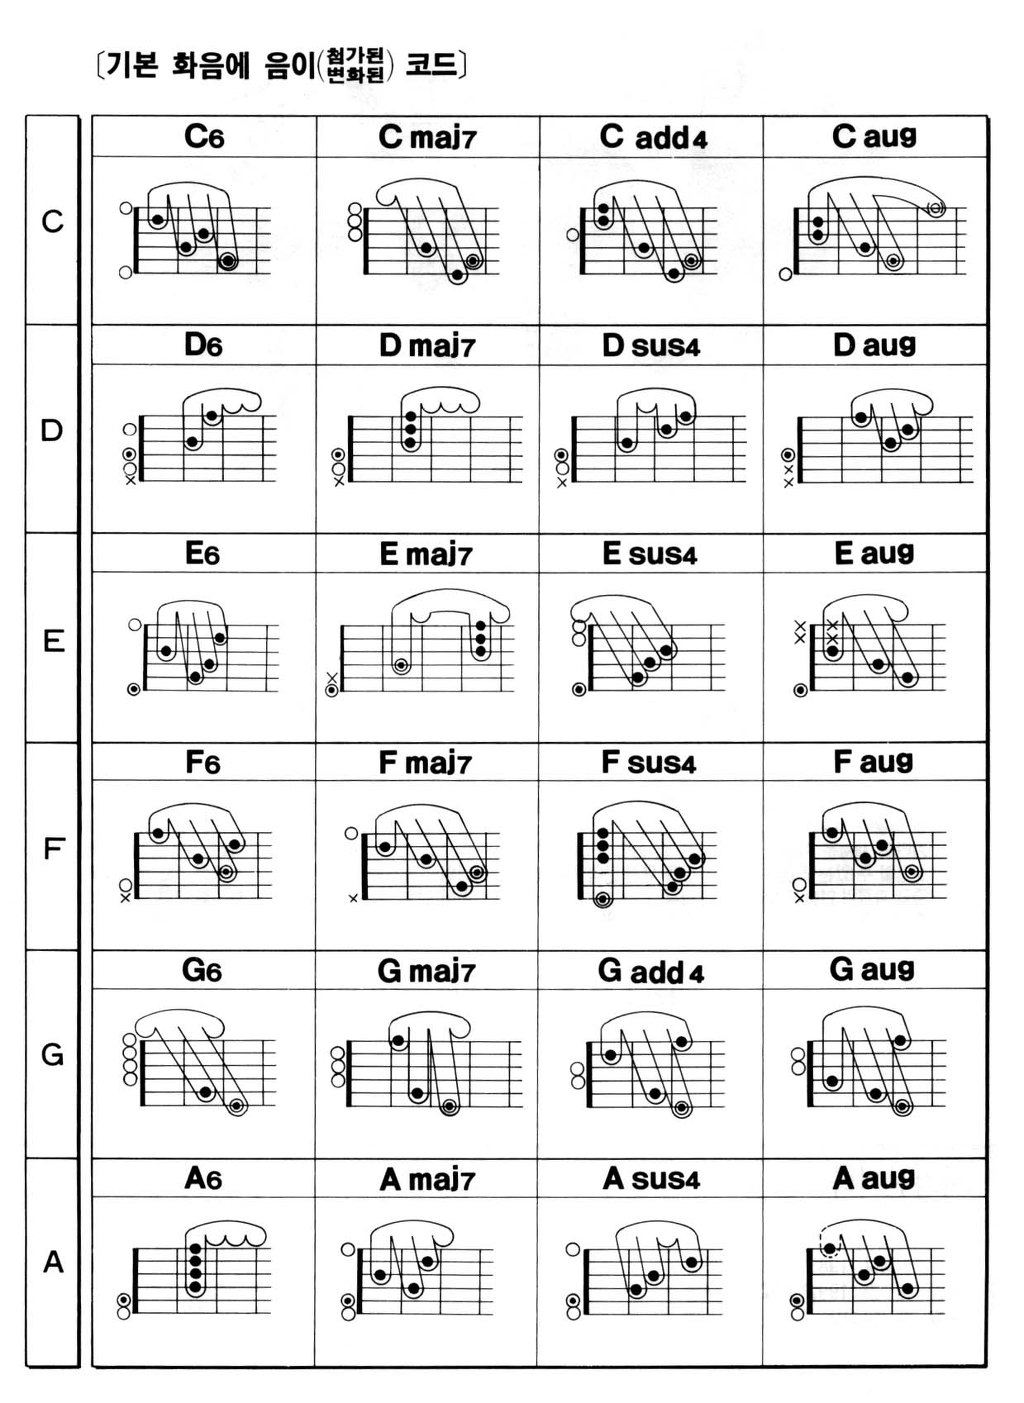 〔기본 화음에 음이(첨가된 변화된) 코드〕
C6 C maj7 C add4 C aug
C
D6 D maj7 D sus4 D aug
D
E6 E maj7 E sus4 E aug
E
F6 F maj7 F sus4 F aug
F
G6 G maj7 G add4 G aug
G
A6 A maj7 A sus4 A aug
A